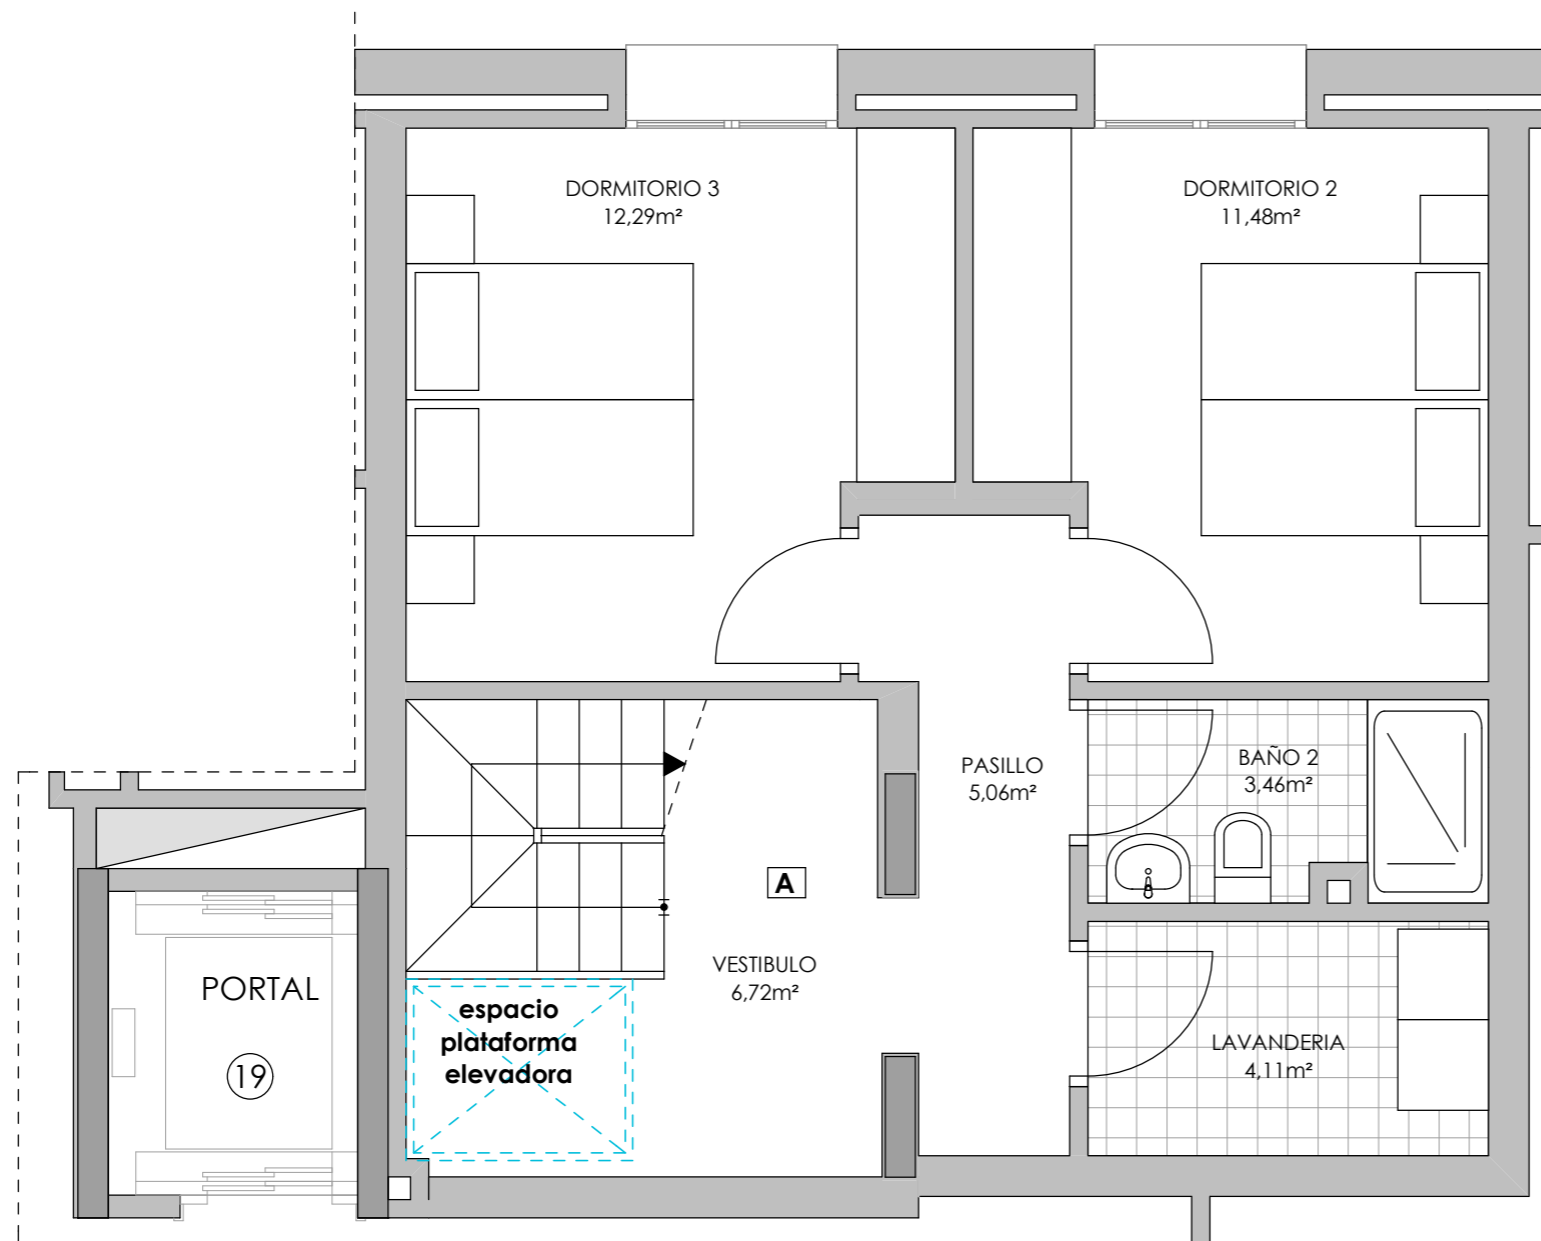 DORMITORIO 3
12,29m²
DORMITORIO 2
11,48m²
PASILLO
5,06m²
BAÑO 2
3,46m²
A
VESTIBULO
6,72m²
PORTAL
19
espacio
plataforma
elevadora
LAVANDERIA
4,11m²